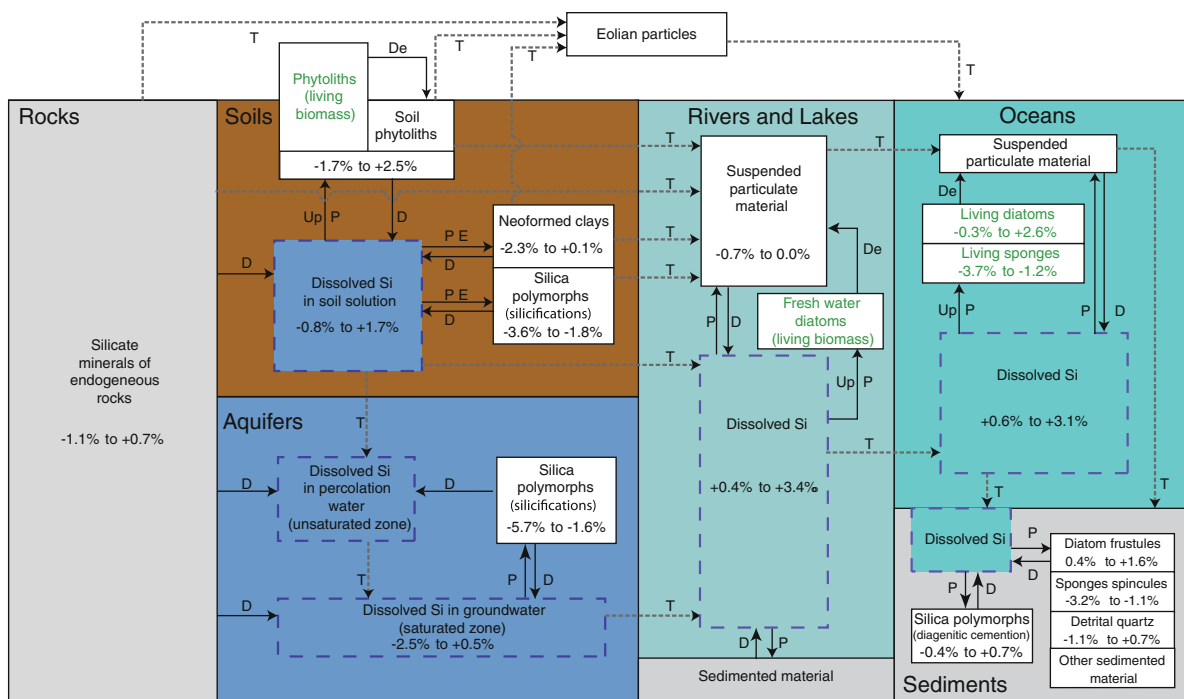 Eolian particles
T
T
T
T
De
Phytoliths
(living
biomass)
Soil
phytoliths
-1.7% to +2.5%
Rocks
Silicate
minerals of
endogeneous
rocks
-1.1% to +0.7%
Soils
Up P
D
D
Dissolved Si
in soil solution
-0.8% to +1.7%
P E
D
P E
D
Neoformed clays
-2.3% to +0.1%
Silica
polymorphs
(silicifications)
-3.6% to -1.8%
T
T
T
T
T
T
Aquifers
D
Dissolved Si
in percolation
water
(unsaturated zone)
D
Silica
polymorphs
(silicifications)
-5.7% to -1.6%
T
P
D
D
Dissolved Si in groundwater
(saturated zone)
-2.5% to +0.5%
T
Rivers and Lakes
Suspended
particulate
material
-0.7% to 0.0%
De
P
D
Fresh water
diatoms
(living biomass)
Up P
Dissolved Si
+0.4% to +3.4%
D
P
Sedimented material
T
T
Oceans
Suspended
particulate material
De
Living diatoms
-0.3% to +2.6%
Living sponges
-3.7% to -1.2%
Up P
P
D
Dissolved Si
+0.6% to +3.1%
T
T
Dissolved Si
P
D
P
D
Silica polymorphs
(diagenitic cemention)
-0.4% to +0.7%
Diatom frustules
0.4% to +1.6%
Sponges spincules
-3.2% to -1.1%
Detrital quartz
-1.1% to +0.7%
Other sedimented
material
Sediments